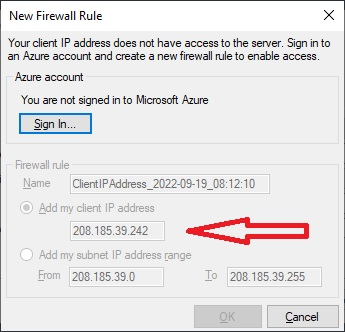 New Firewall Rule
Your client IP address does not have access to the server. Sign in to
an Azure account and create a new firewall rule to enable access.
Azure account
You are not signed in to Microsoft Azure
Sign In...
Firewall rule
Name ClientIPAddress_2022-09-19_08:12:10
Add my client IP address
208.185.39.242
Add my subnet IP address range
From 208.185.39.0 To 208.185.39.255
OK Cancel